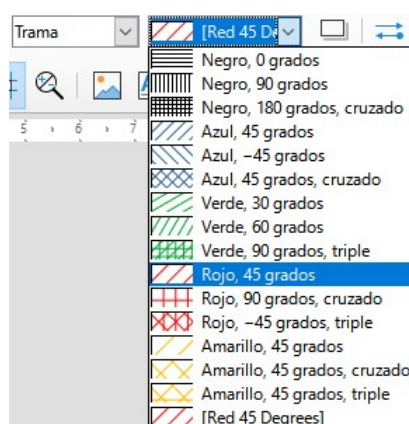 Trama
[Red 45 De
Negro, 0 grados
Negro, 90 grados
Negro, 180 grados, cruzado
Azul, 45 grados
5 6 7
Azul, −45 grados
Azul, 45 grados, cruzado
Verde, 30 grados
Verde, 60 grados
Verde, 90 grados, triple
Rojo, 45 grados
Rojo, 90 grados, cruzado
Rojo, −45 grados, triple
Amarillo, 45 grados
Amarillo, 45 grados, cruzado
Amarillo, 45 grados, triple
[Red 45 Degrees]